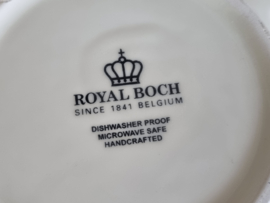 ROYAL BOCH
SINCE 1841 BELGIUM
DISHWASHER PROOF
MICROWAVE SAFE
HANDCRAFTED